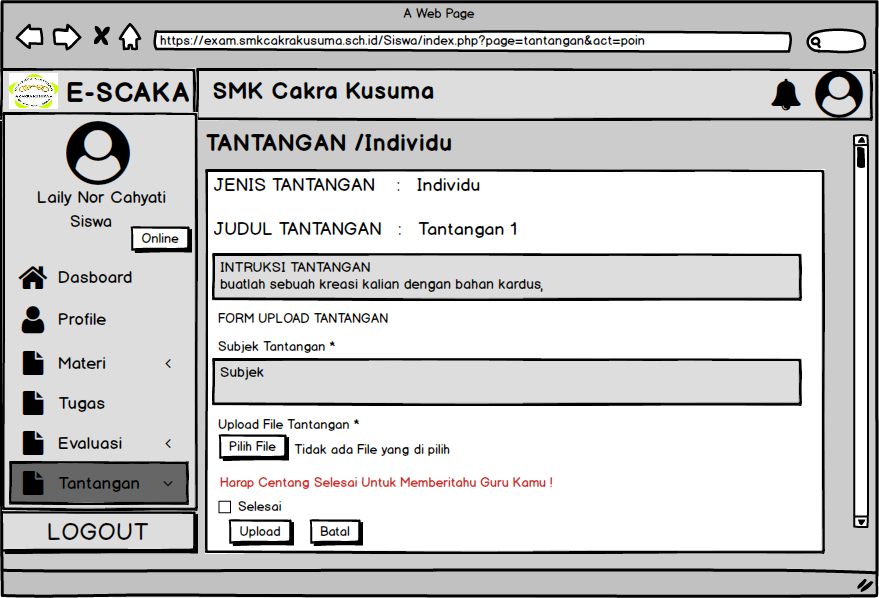 A Web Page
https://exam.smkcakrakusuma.sch.id/Siswa/index.php?page=tantangan&act=poin
E-SCAKA
SMK Cakra Kusuma
Laily Nor Cahyati
Siswa
Online
Dasboard
Profile
Materi
Tugas
Evaluasi
Tantangan
LOGOUT
TANTANGAN /Individu
JENIS TANTANGAN : Individu
JUDUL TANTANGAN : Tantangan 1
INTRUKSI TANTANGAN
buatlah sebuah kreasi kalian dengan bahan kardus,
FORM UPLOAD TANTANGAN
Subjek Tantangan *
Subjek
Upload File Tantangan *
Pilih File Tidak ada File yang di pilih
Harap Centang Selesai Untuk Memberitahu Guru Kamu !
Selesai
Upload Batal